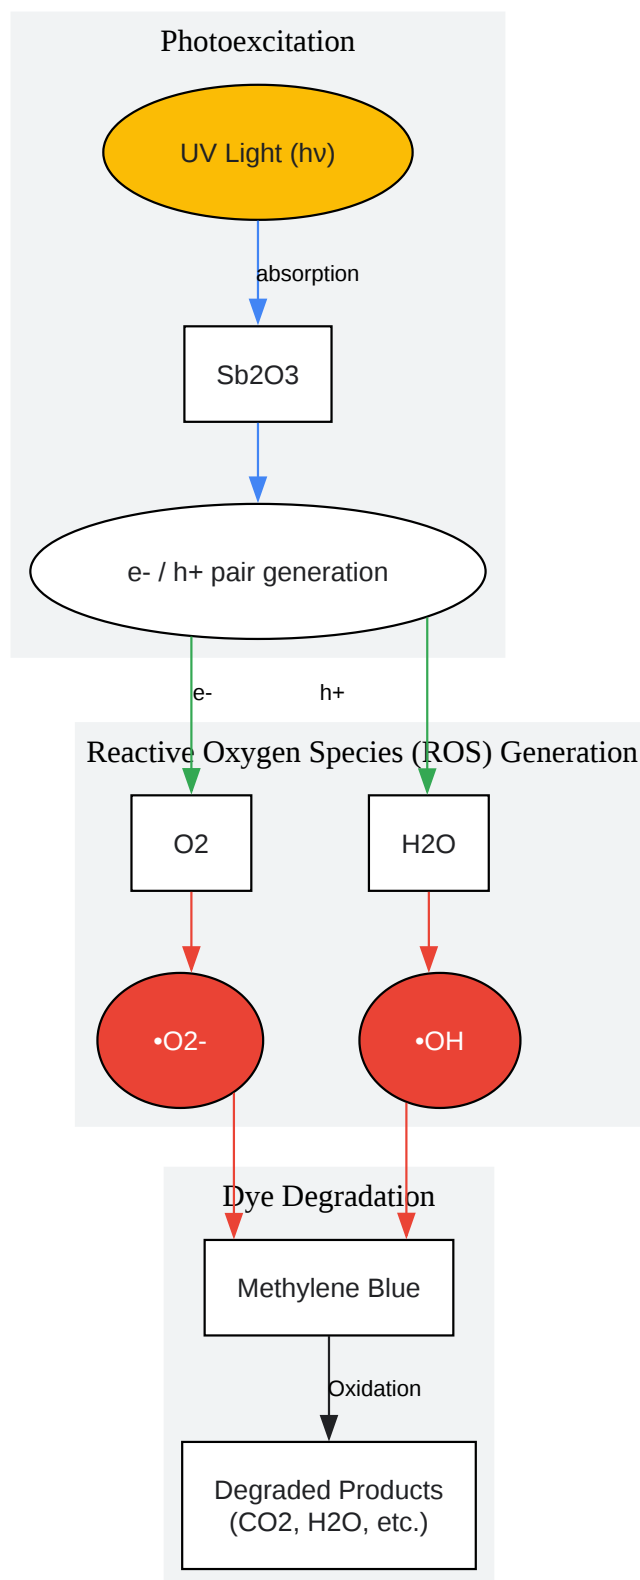 Photoexcitation
UV Light (hν)
absorption
Sb2O3
e- / h+ pair generation
e-
h+
Reactive Oxygen Species (ROS) Generation
O2
H2O
•O2-
•OH
Dye Degradation
Methylene Blue
Oxidation
Degraded Products
(CO2, H2O, etc.)